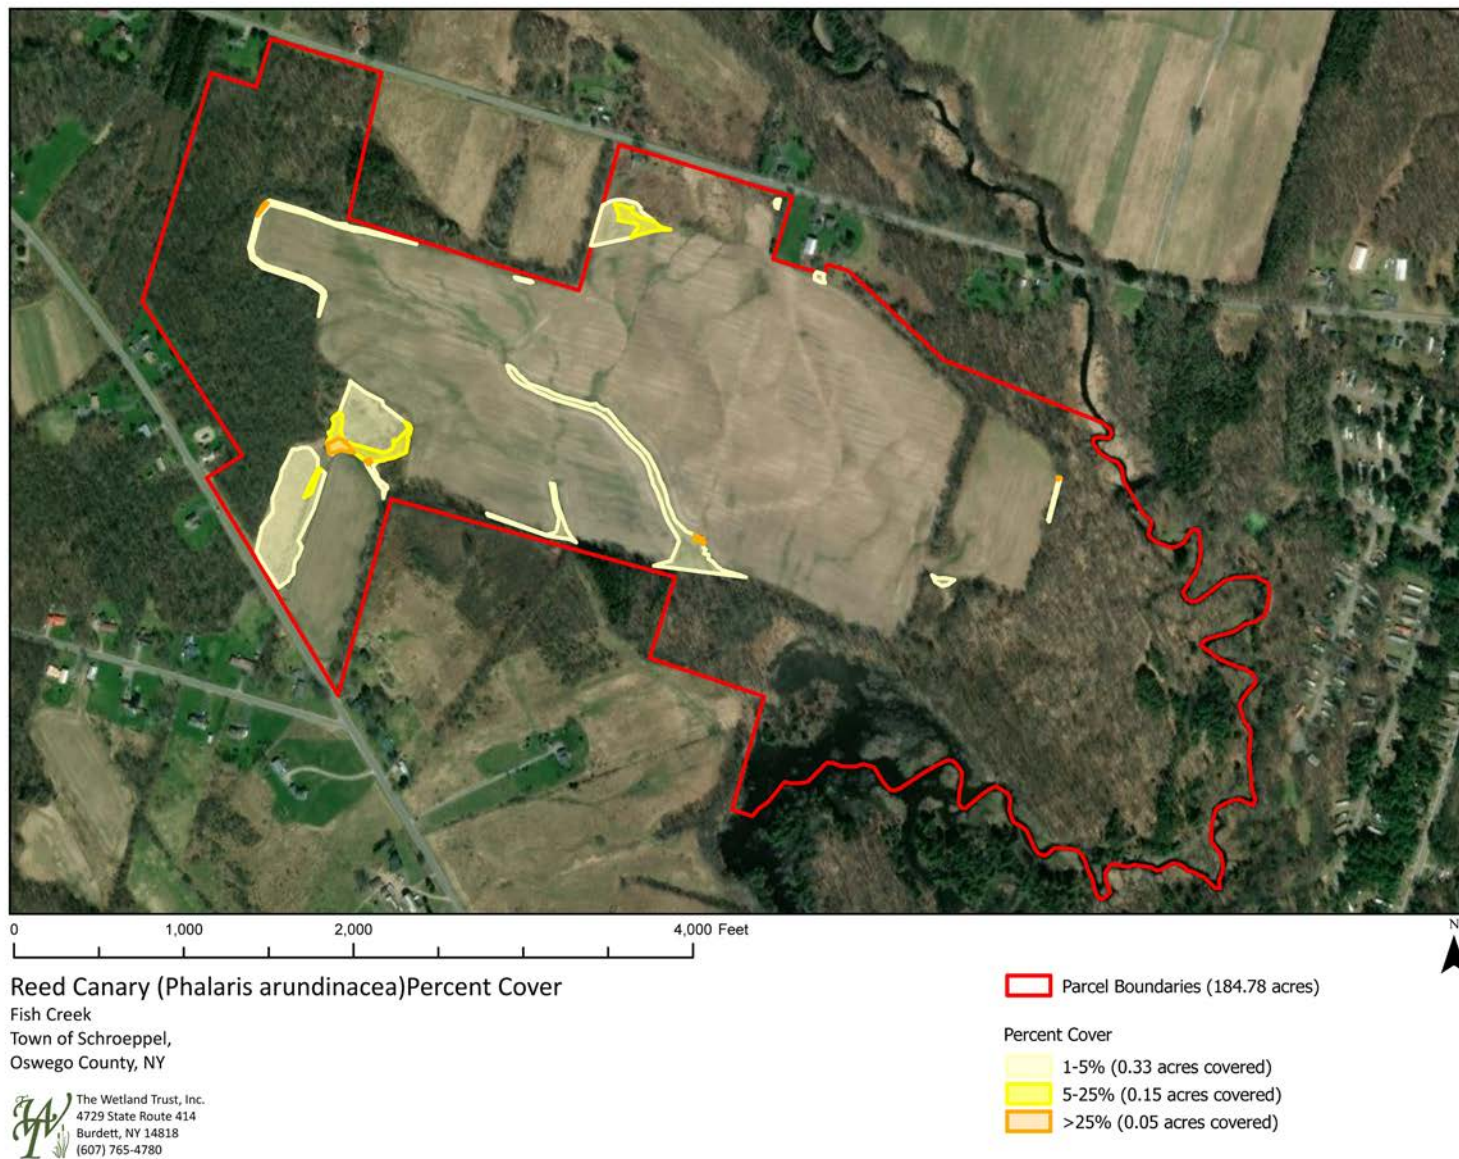 0 1,000 2,000 4,000 Feet
N
Reed Canary (Phalaris arundinacea)Percent Cover
Fish Creek
Town of Schroeppel,
Oswego County, NY
The Wetland Trust, Inc.
4729 State Route 414
Burdett, NY 14818
(607) 765-4780
Parcel Boundaries (184.78 acres)
Percent Cover
1-5% (0.33 acres covered)
5-25% (0.15 acres covered)
>25% (0.05 acres covered)